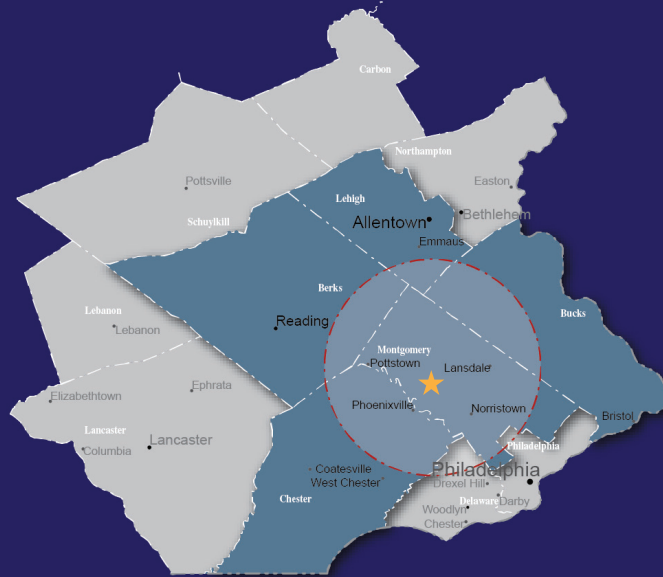 Carbon
Northampton
Pottsville
Easton
Lehigh
Schuylkill
Allentown
Bethlehem
Emmaus
Berks
Lebanon
Bucks
Reading
Lebanon
Montgomery
Pottstown
Lansdale
Ephrata
Elizabethtown
Phoenixville
Norristown
Bristol
Lancaster
Lancaster
Philadelphia
Columbia
Coatesville
Philadelphia
West Chester
Drexel Hill
Chester
Delaware
Darby
Woodlyn
Chester